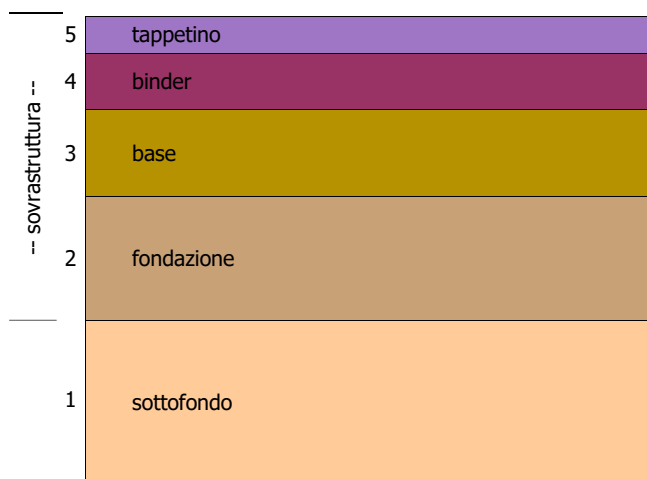 5 tappetino
4 binder
3 base
2 fondazione
1 sottofondo
-- sovrastruttura --